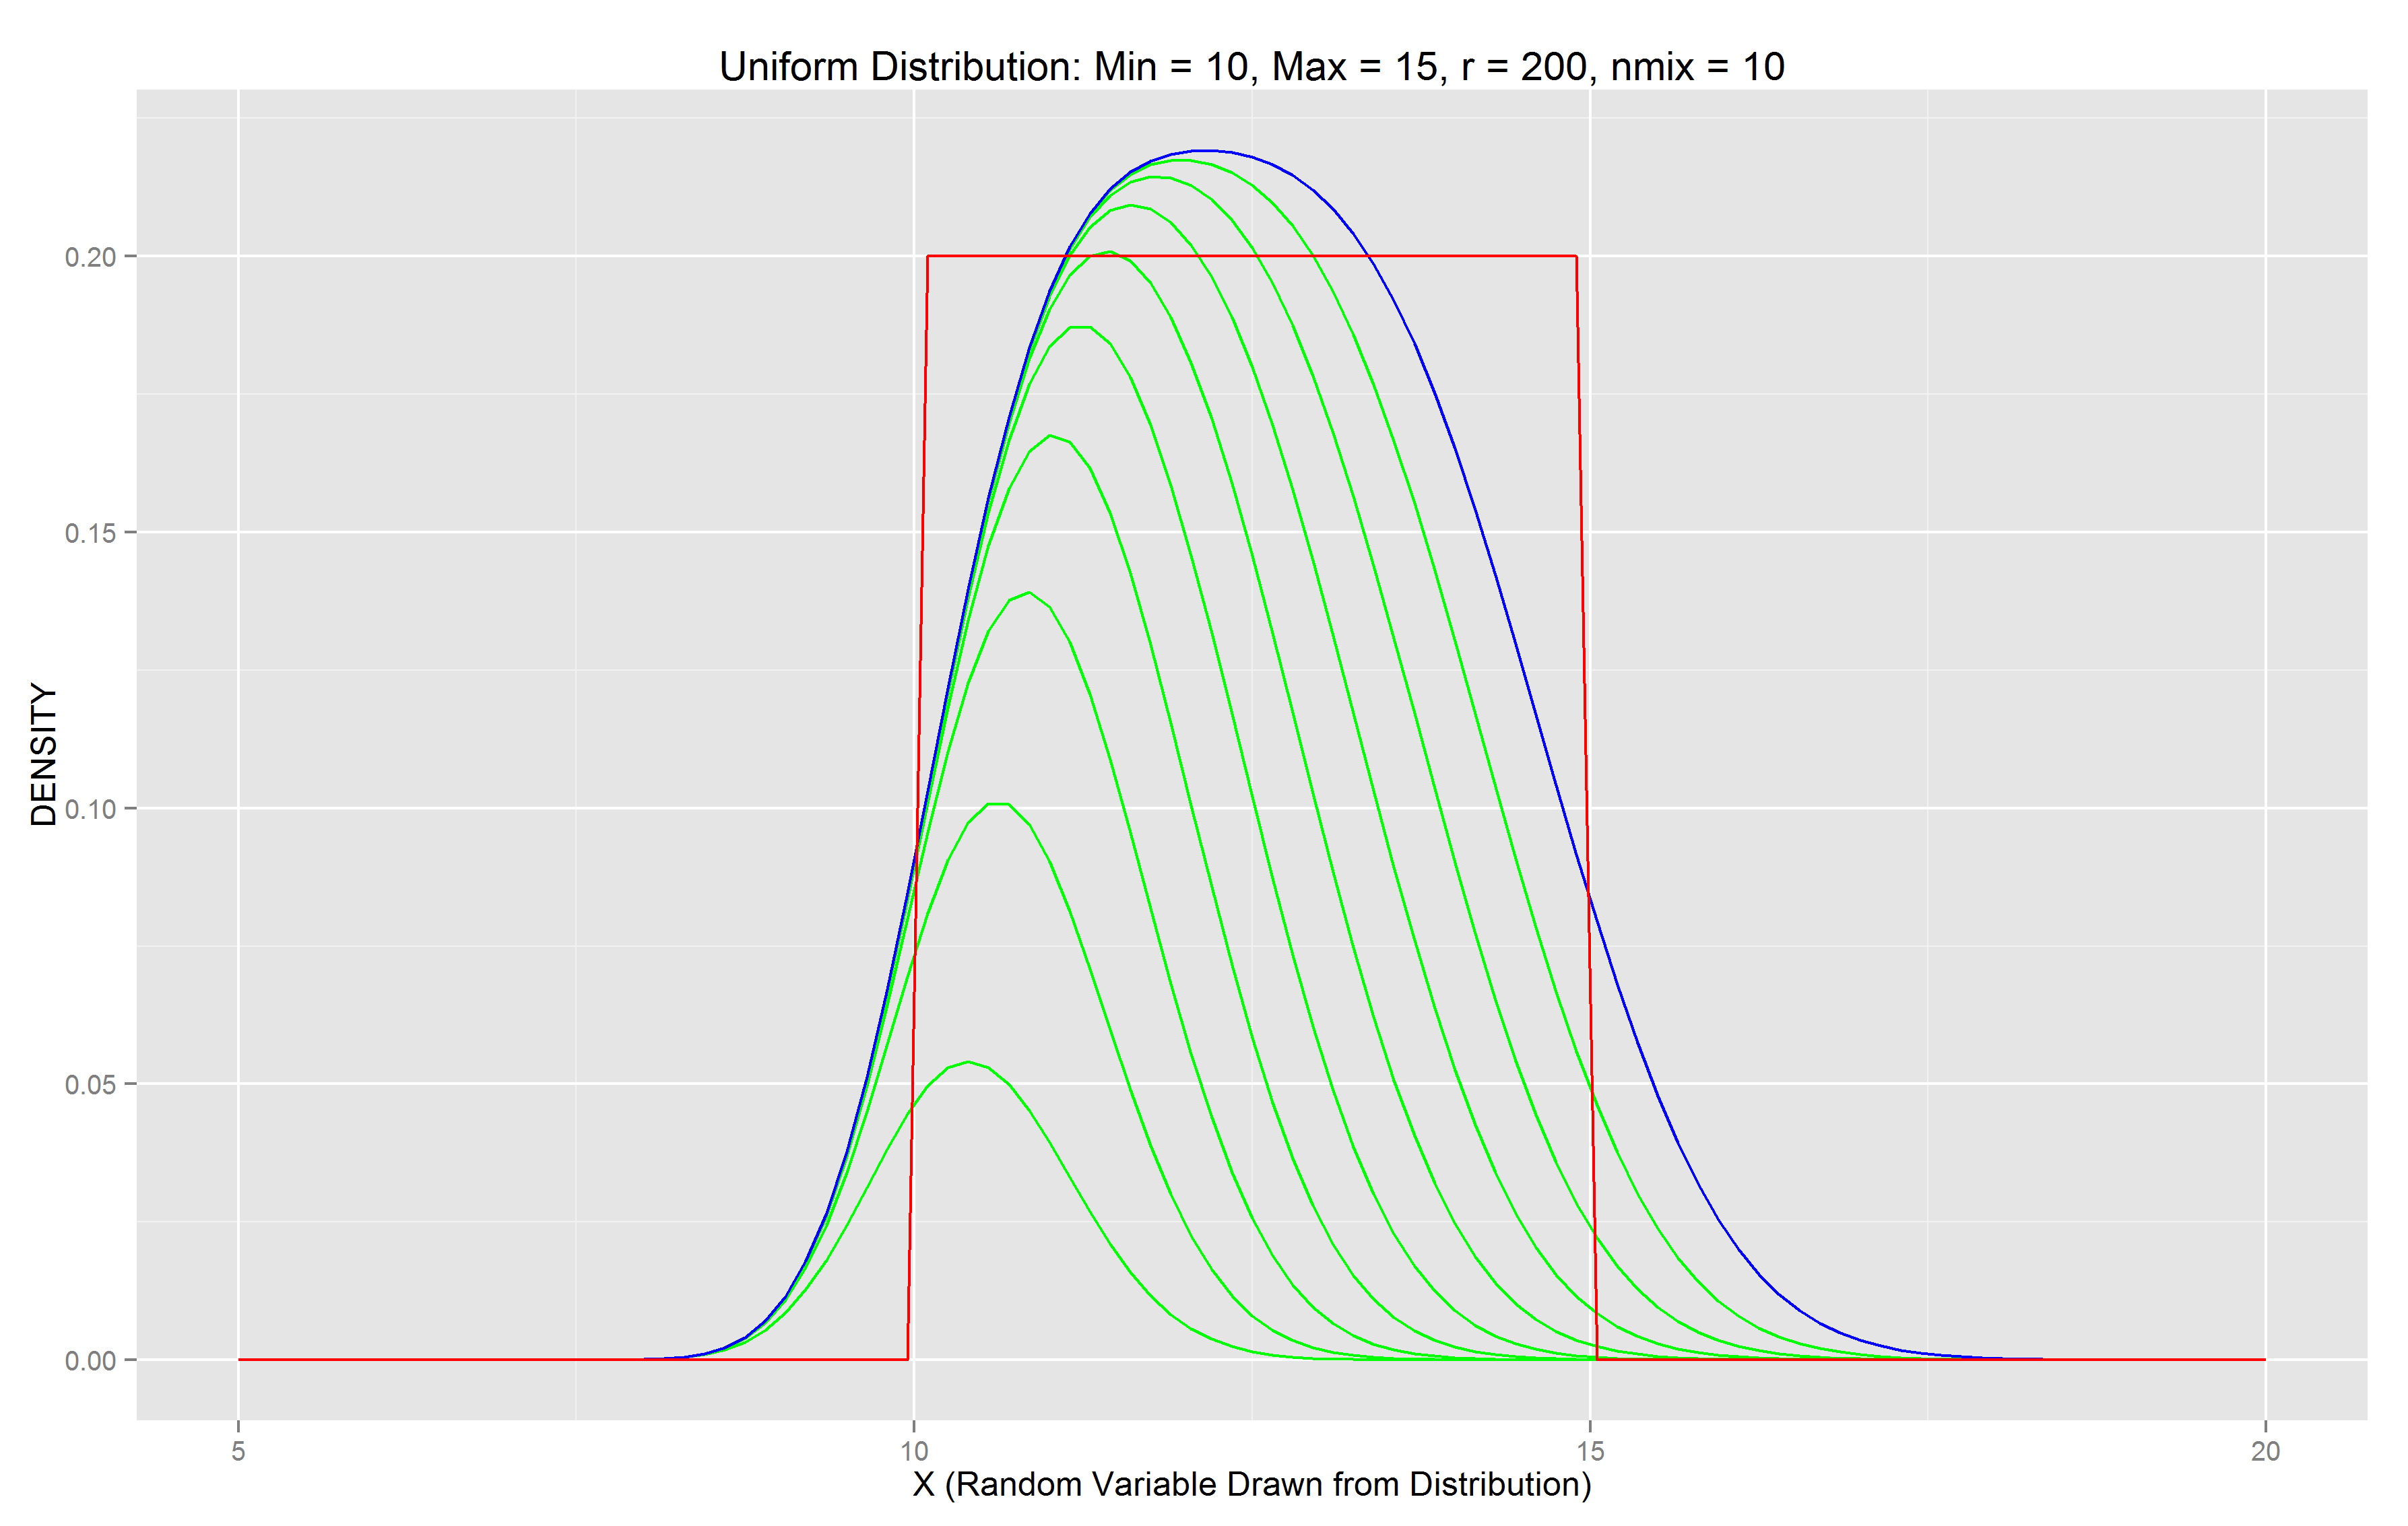 Uniform Distribution: Min = 10, Max = 15, r = 200, nmix = 10
DENSITY
0.20
0.15
0.10
0.05
0.00
5 10 15 20
X (Random Variable Drawn from Distribution)